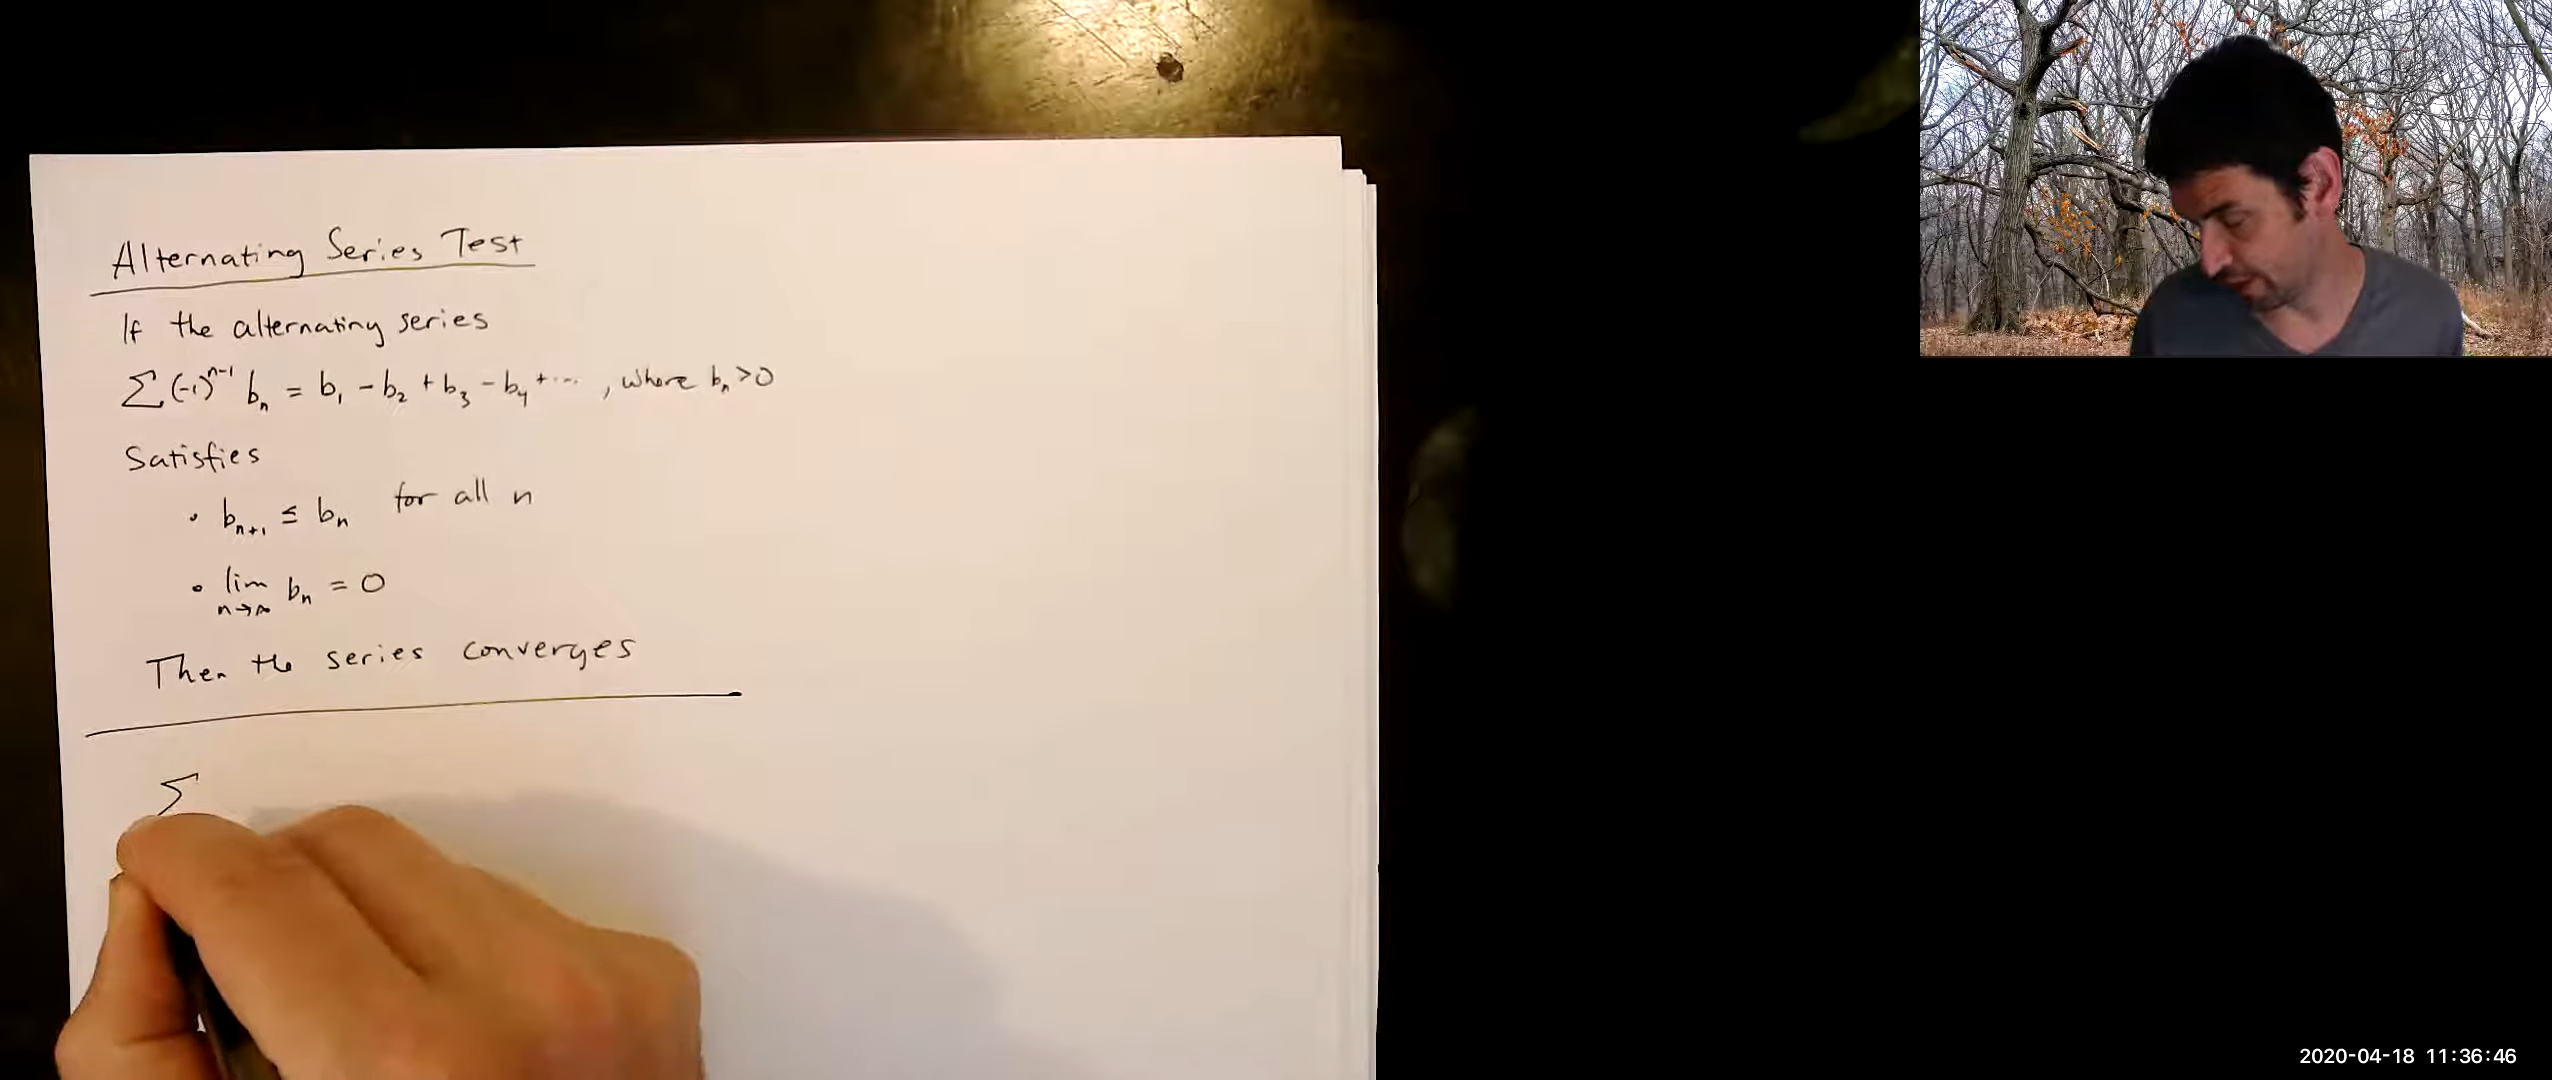 Alternating Series Test
If the alternating series
∑ (-1)^{n-1} b_n = b_1 - b_2 + b_3 - b_4 + ··· , where b_n > 0
Satisfies
• b_{n+1} ≤ b_n for all n
• lim_{n→∞} b_n = 0
Then the series converges
∑
2020-04-18 11:36:46